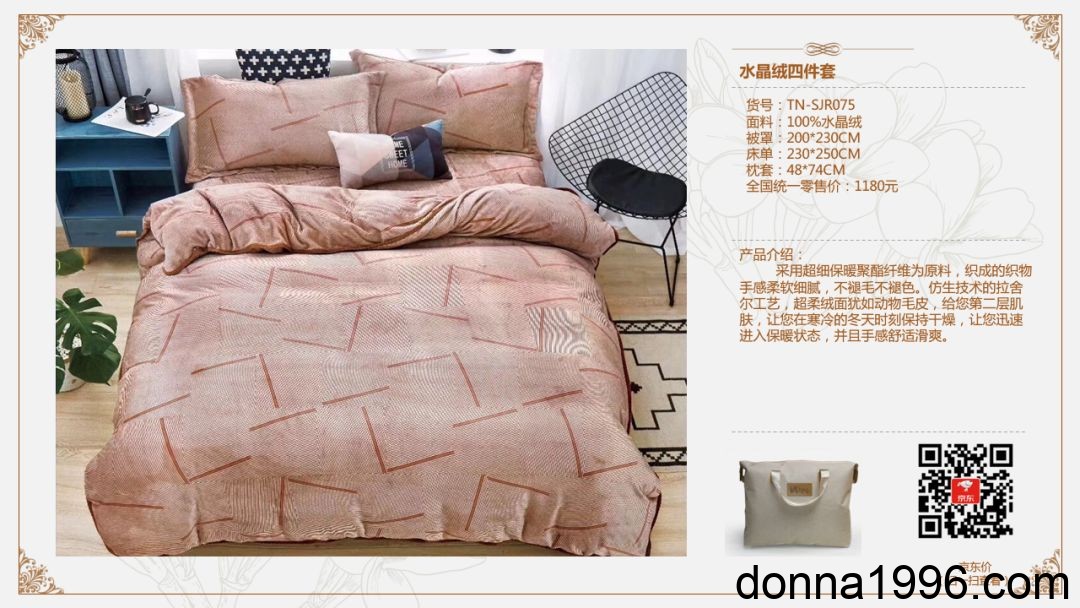 水晶绒四件套
货号：TN-SJR075
面料：100%水晶绒
被罩：200*230CM
床单：230*250CM
枕套：48*74CM
全国统一零售价：1180元
产品介绍：
采用超细保暖聚酯纤维为原料，织成的织物
手感柔软细腻，不褪毛不褪色。仿生技术的拉舍
尔工艺，超柔绒面犹如动物毛皮，给您第二层肌
肤，让您在寒冷的冬天时刻保持干燥，让您迅速
进入保暖状态，并且手感舒适滑爽。
SWEET
HOME
京东
京东价
扫查看
donna1996.com